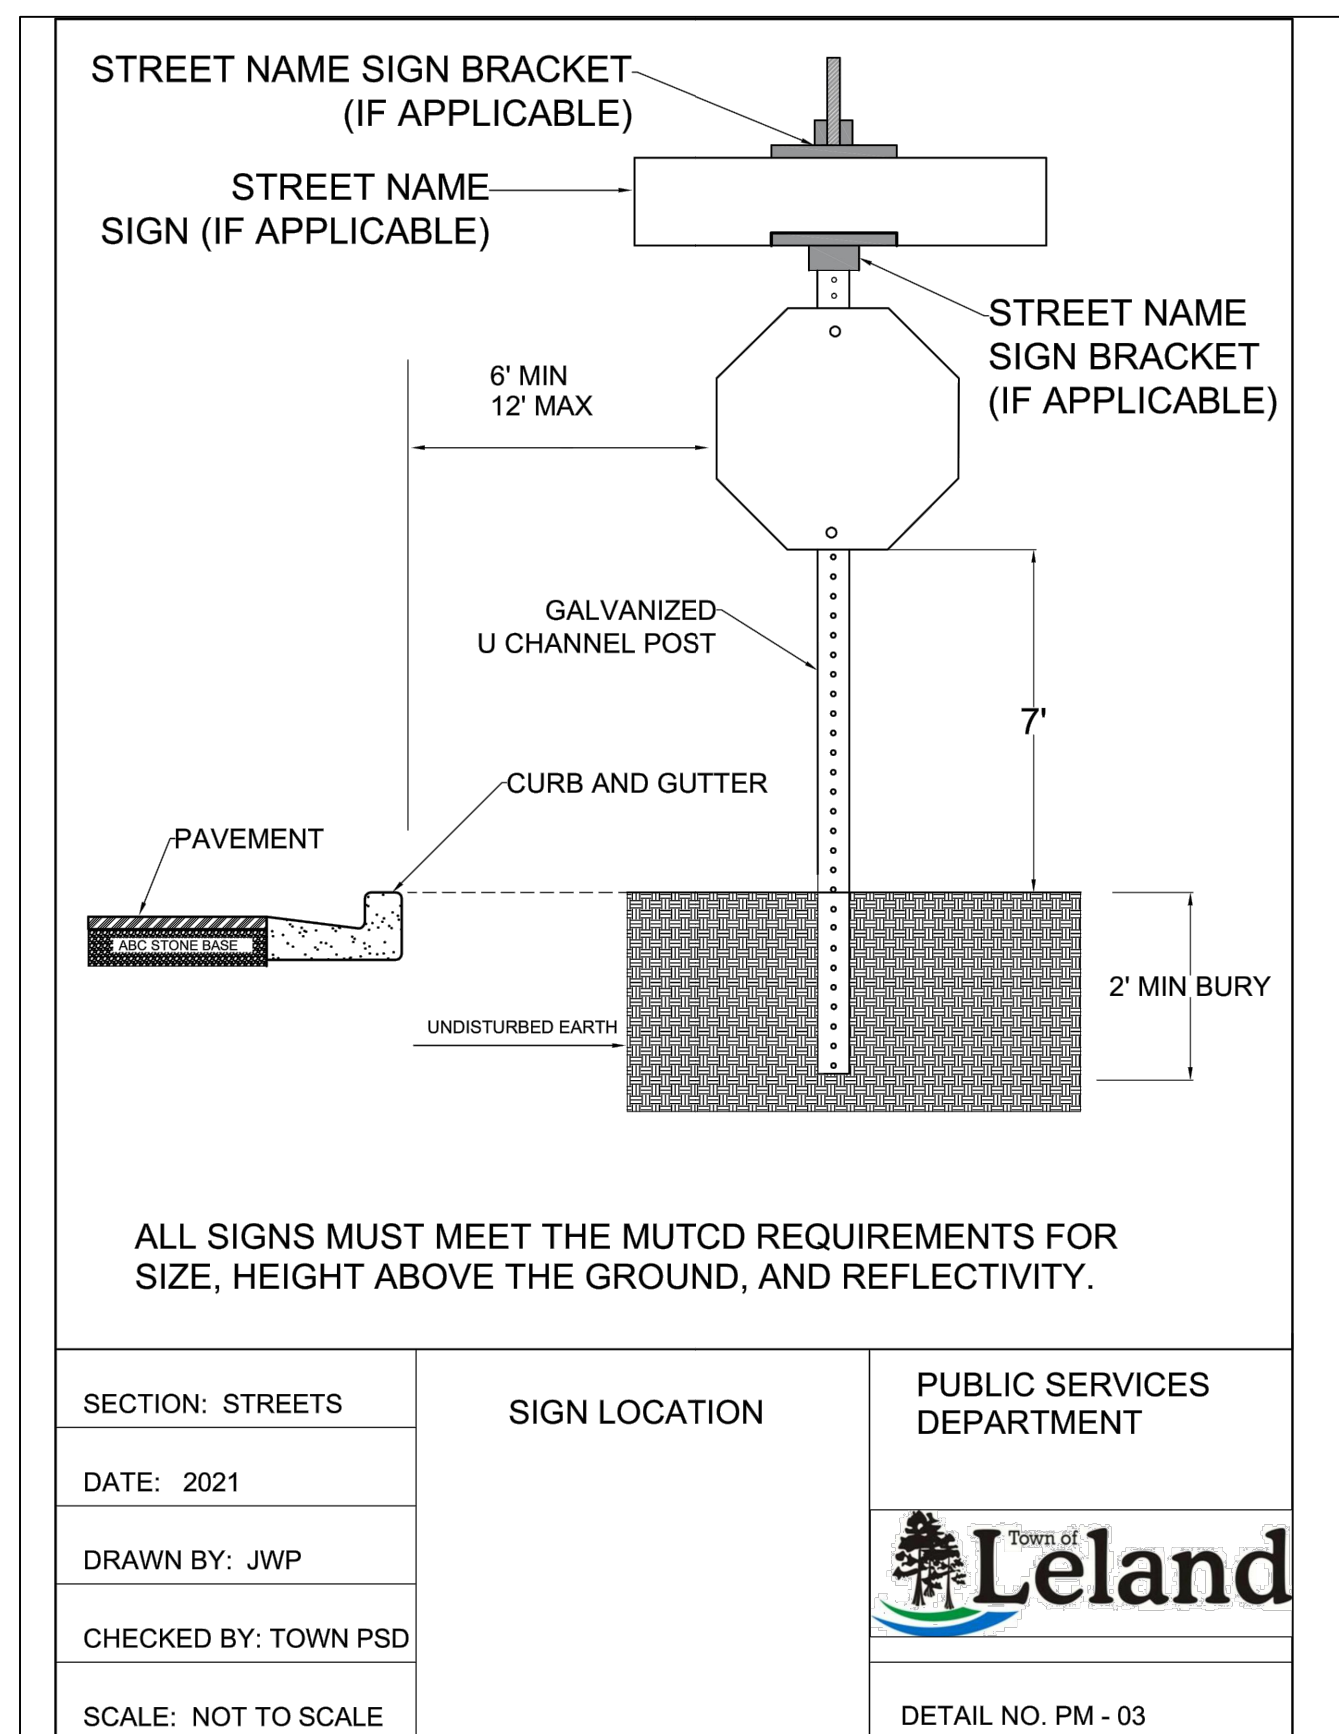 STREET NAME SIGN BRACKET
(IF APPLICABLE)
STREET NAME
SIGN (IF APPLICABLE)
STREET NAME
SIGN BRACKET
(IF APPLICABLE)
6' MIN
12' MAX
GALVANIZED
U CHANNEL POST
7'
CURB AND GUTTER
PAVEMENT
ABC STONE BASE
2' MIN BURY
UNDISTURBED EARTH
ALL SIGNS MUST MEET THE MUTCD REQUIREMENTS FOR
SIZE, HEIGHT ABOVE THE GROUND, AND REFLECTIVITY.
SECTION: STREETS
DATE: 2021
DRAWN BY: JWP
CHECKED BY: TOWN PSD
SCALE: NOT TO SCALE
SIGN LOCATION
PUBLIC SERVICES
DEPARTMENT
Town of
Leland
DETAIL NO. PM - 03